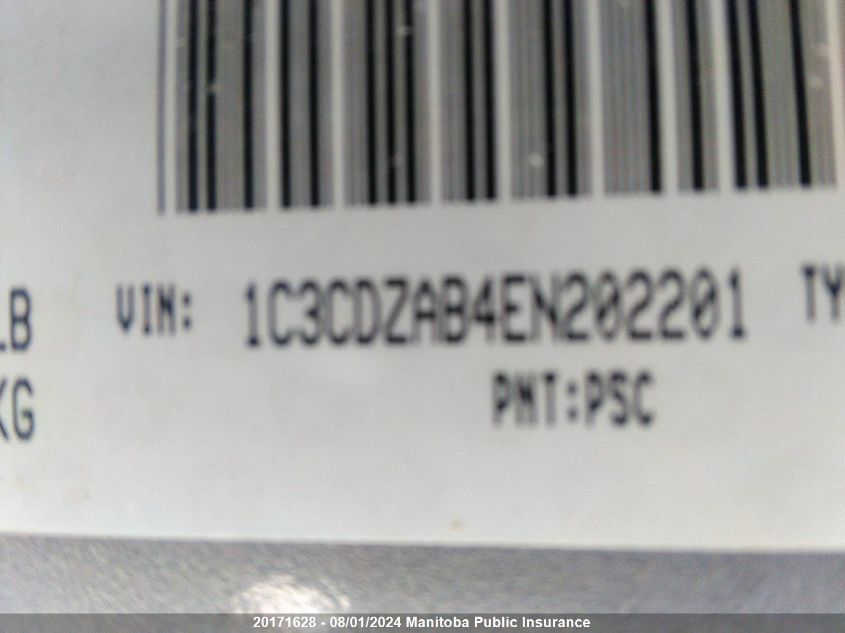 LB
VIN: 1C3CDZAB4EN202201 TY
KG
PNT:PSC
20171628 - 08/01/2024 Manitoba Public Insurance